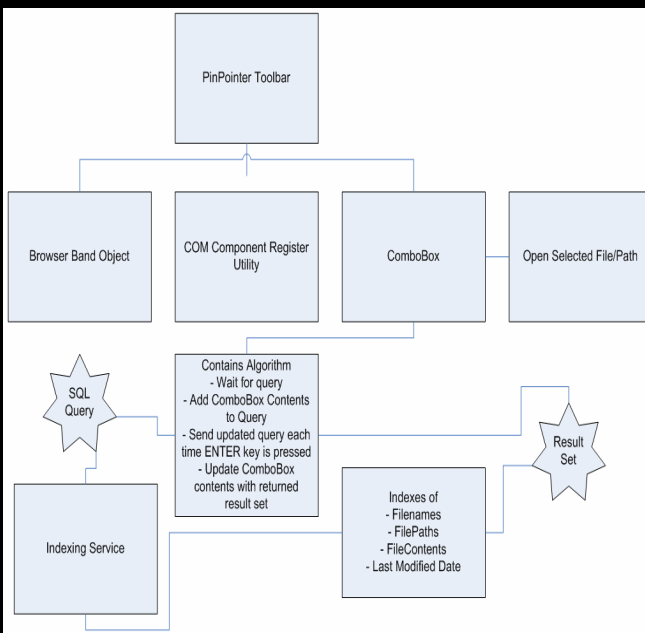 PinPointer Toolbar
Browser Band Object
COM Component Register
Utility
ComboBox
Open Selected File/Path
SQL
Query
Contains Algorithm
- Wait for query
- Add ComboBox Contents
to Query
- Send updated query each
time ENTER key is pressed
- Update ComboBox
contents with returned
result set
Result
Set
Indexing Service
Indexes of
- Filenames
- FilePaths
- FileContents
- Last Modified Date